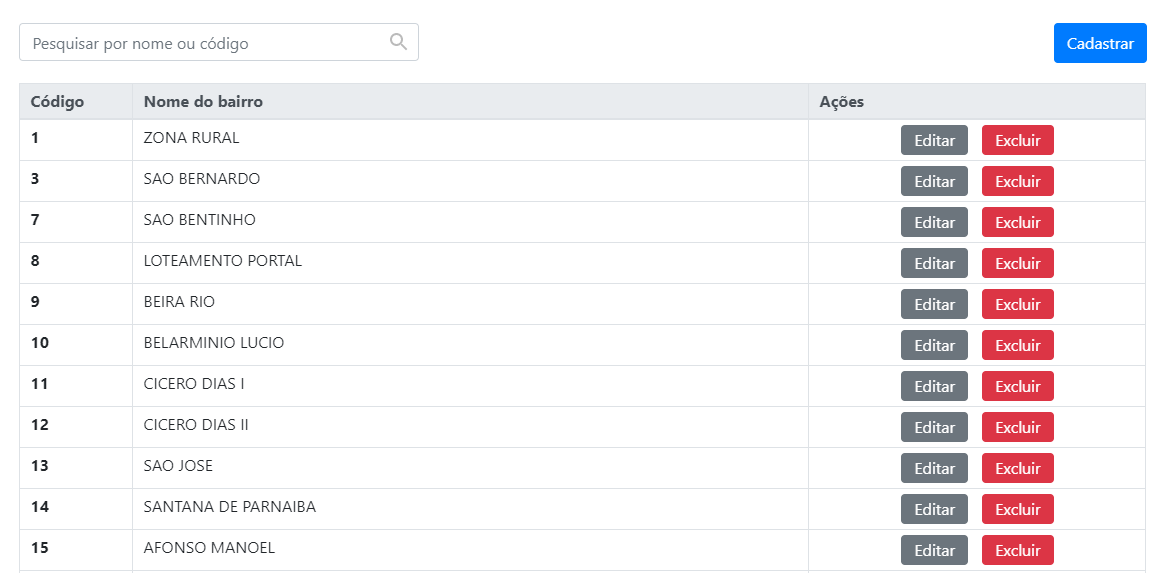 Pesquisar por nome ou código Cadastrar
Código Nome do bairro Ações
1 ZONA RURAL Editar Excluir
3 SAO BERNARDO Editar Excluir
7 SAO BENTINHO Editar Excluir
8 LOTEAMENTO PORTAL Editar Excluir
9 BEIRA RIO Editar Excluir
10 BELARMINIO LUCIO Editar Excluir
11 CICERO DIAS I Editar Excluir
12 CICERO DIAS II Editar Excluir
13 SAO JOSE Editar Excluir
14 SANTANA DE PARNAIBA Editar Excluir
15 AFONSO MANOEL Editar Excluir